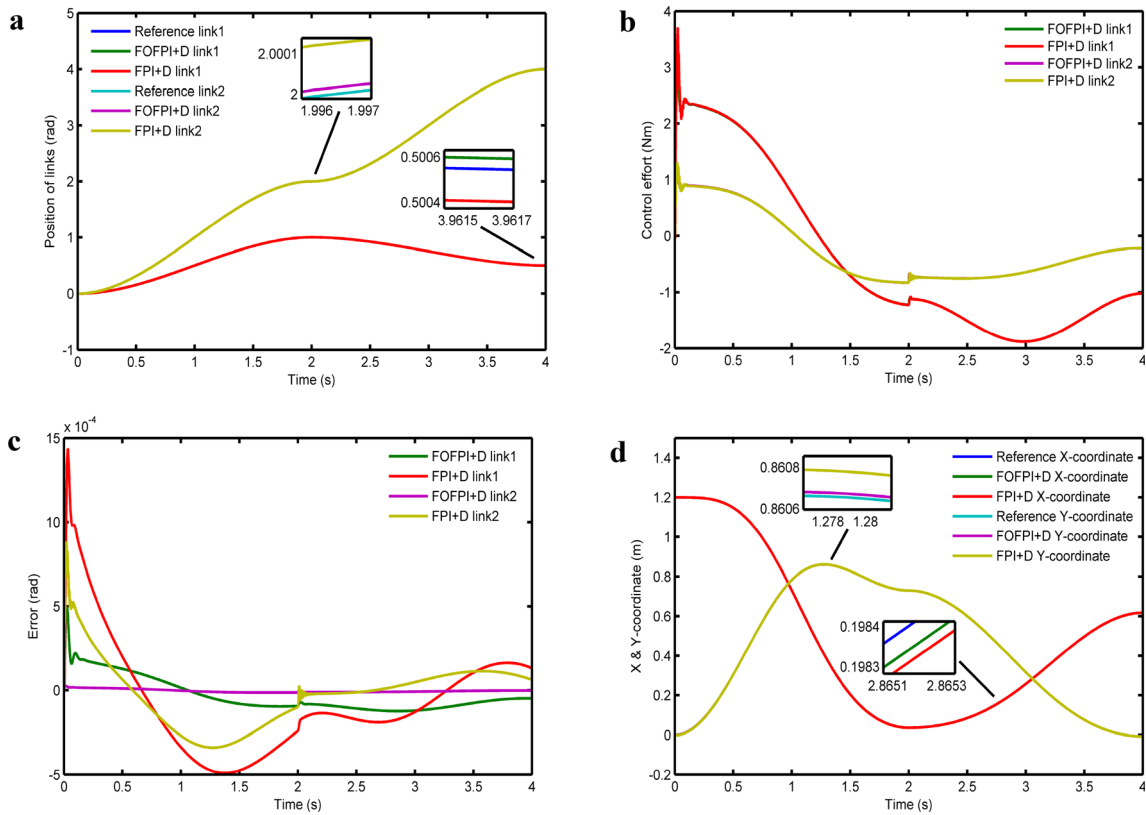 a
5
4
3
2
1
0
-1
Position of links (rad)
Reference link1
FOFPI+D link1
FPI+D link1
Reference link2
FOFPI+D link2
FPI+D link2
2.0001
2
1.996 1.997
0.5006
0.5004
3.9615 3.9617
0 0.5 1 1.5 2 2.5 3 3.5 4
Time (s)
b
4
3
2
1
0
-1
-2
Control effort (Nm)
FOFPI+D link1
FPI+D link1
FOFPI+D link2
FPI+D link2
0 0.5 1 1.5 2 2.5 3 3.5 4
Time (s)
c
x 10-4
15
10
5
0
-5
Error (rad)
FOFPI+D link1
FPI+D link1
FOFPI+D link2
FPI+D link2
0 0.5 1 1.5 2 2.5 3 3.5 4
Time (s)
d
1.4
1.2
1
0.8
0.6
0.4
0.2
0
-0.2
X & Y-coordinate (m)
Reference X-coordinate
FOFPI+D X-coordinate
FPI+D X-coordinate
Reference Y-coordinate
FOFPI+D Y-coordinate
FPI+D Y-coordinate
0.8608
0.8606
1.278 1.28
0.1984
0.1983
2.8651 2.8653
0 0.5 1 1.5 2 2.5 3 3.5 4
Time (s)